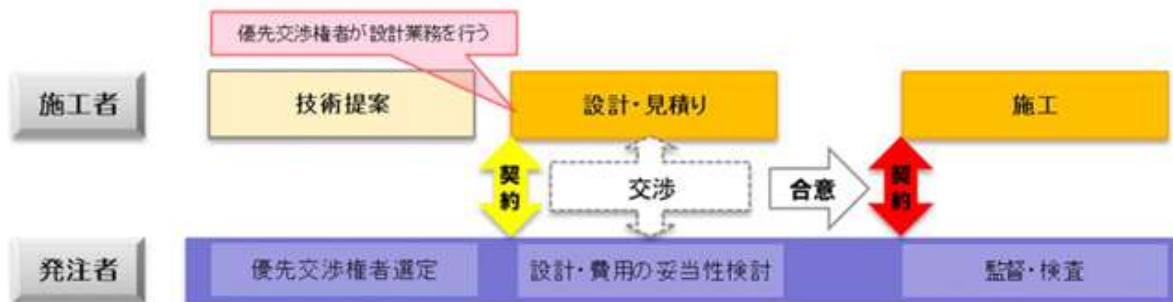 優先交渉権者が設計業務を行う
施工者
技術提案
設計・見積り
施工
契約
交渉
合意
契約
発注者
優先交渉権者選定
設計・費用の妥当性検討
監督・検査